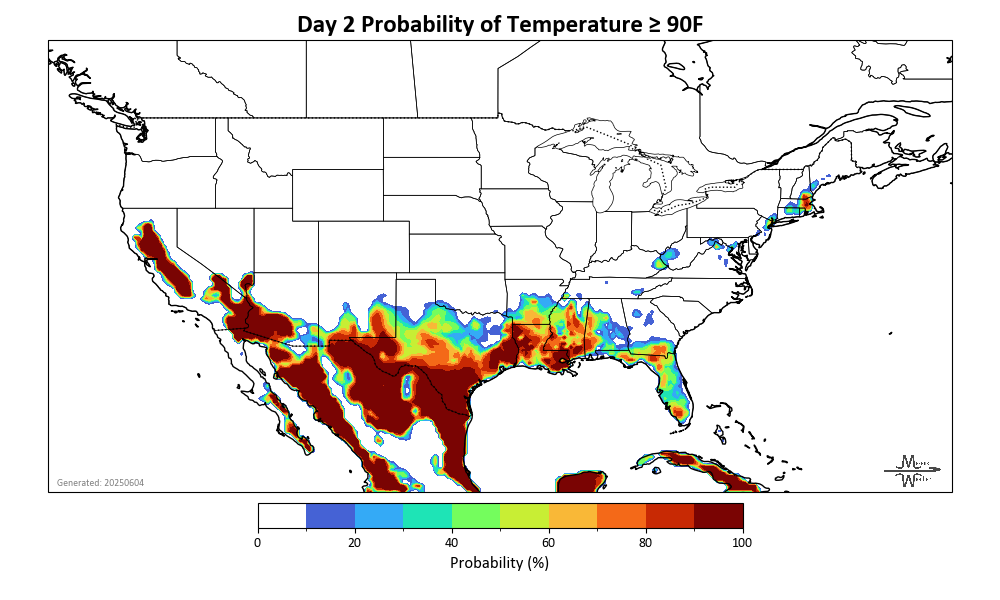 Day 2 Probability of Temperature ≥ 90F
Generated: 20250604
0 20 40 60 80 100
Probability (%)